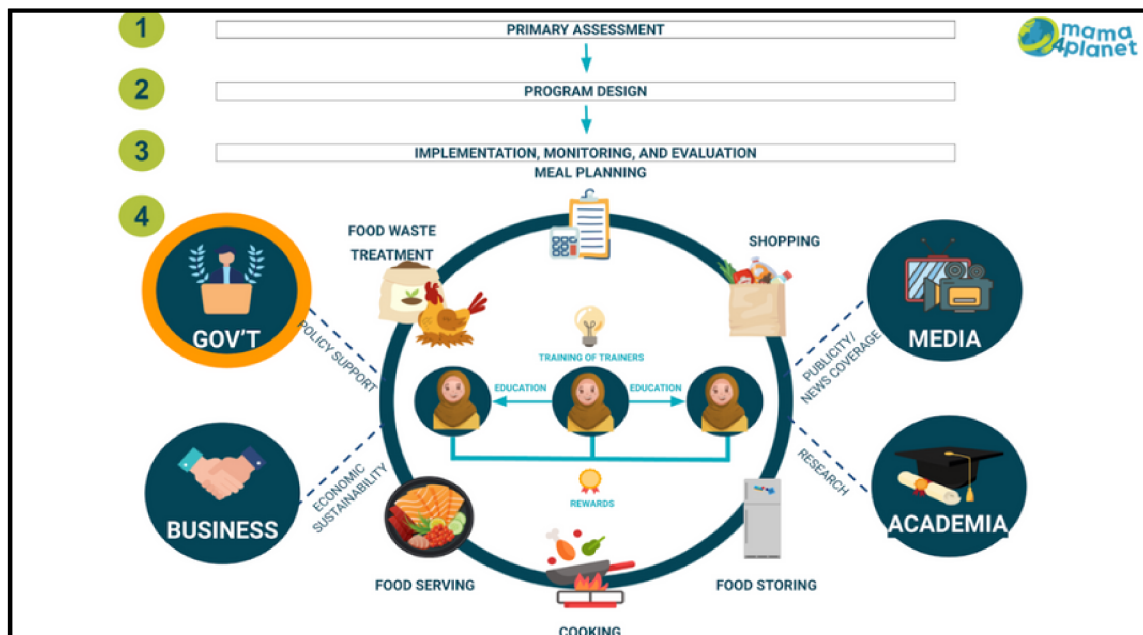 1
PRIMARY ASSESSMENT
mama
4planet
2
PROGRAM DESIGN
3
IMPLEMENTATION, MONITORING, AND EVALUATION
MEAL PLANNING
4
FOOD WASTE
TREATMENT
SHOPPING
GOV'T
POLICY SUPPORT
MEDIA
PUBLICITY/
NEWS COVERAGE
TRAINING OF TRAINERS
EDUCATION
EDUCATION
REWARDS
BUSINESS
ECONOMIC
SUSTAINABILITY
ACADEMIA
RESEARCH
FOOD SERVING
FOOD STORING
COOKING